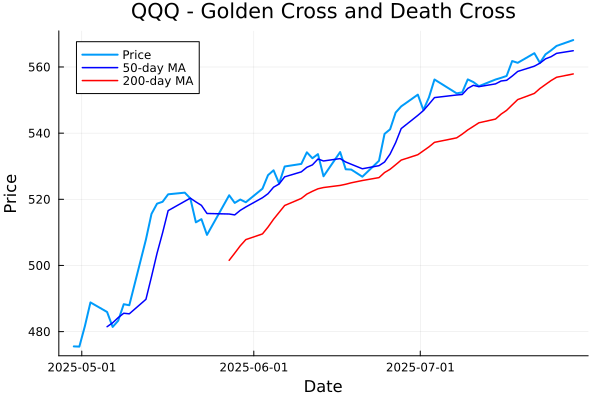 QQQ - Golden Cross and Death Cross
Price
50-day MA
200-day MA
560
540
520
500
480
Price
2025-05-01
2025-06-01
2025-07-01
Date